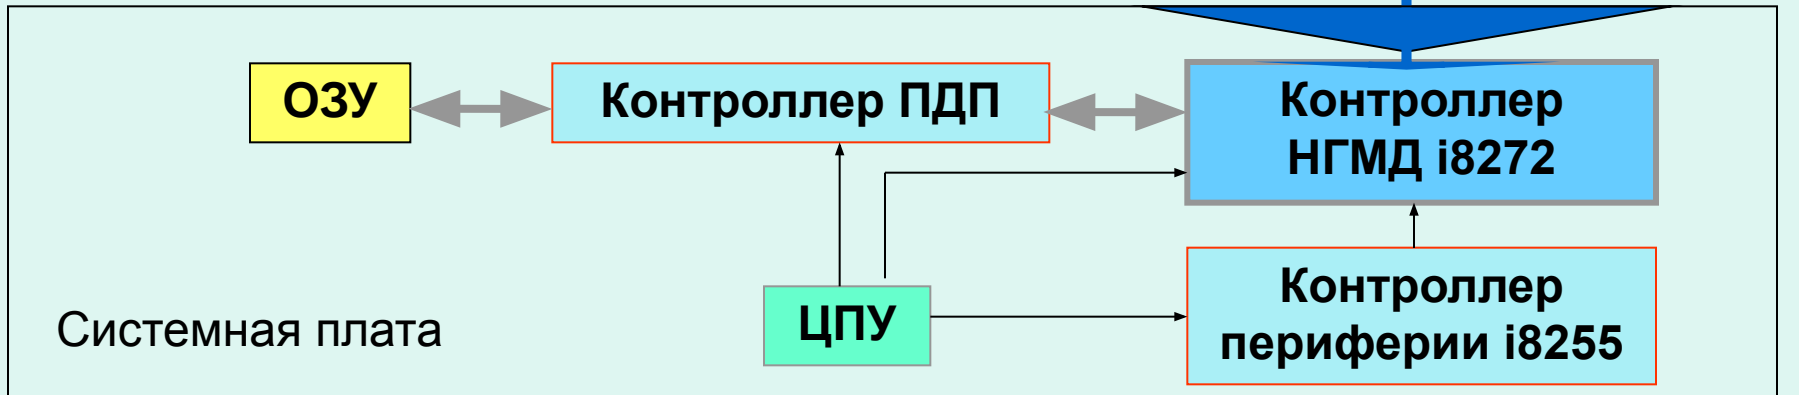 ОЗУ
Контроллер ПДП
Контроллер
НГМД i8272
ЦПУ
Контроллер
периферии i8255
Системная плата